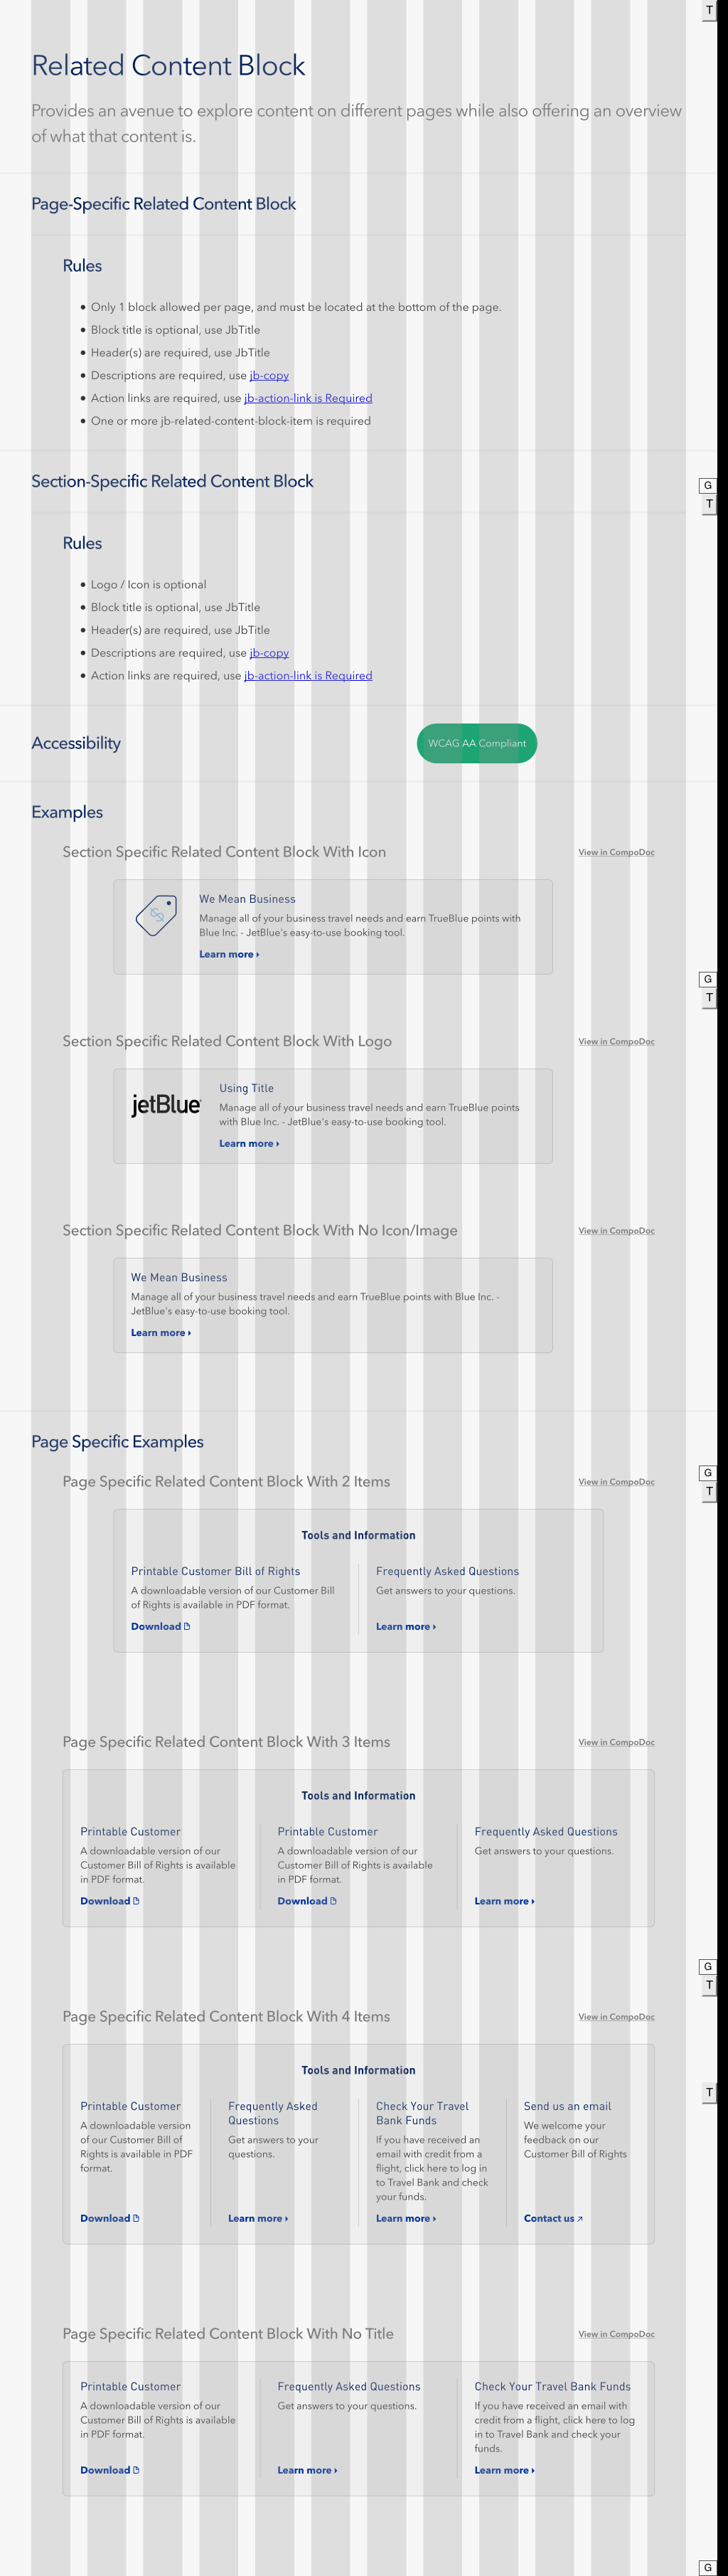 T
Related Content Block
Provides an avenue to explore content on different pages while also offering an overview
of what that content is.
Page-Specific Related Content Block
Rules
• Only 1 block allowed per page, and must be located at the bottom of the page.
• Block title is optional, use JbTitle
• Header(s) are required, use JbTitle
• Descriptions are required, use jb-copy
• Action links are required, use jb-action-link is Required
• One or more jb-related-content-block-item is required
Section-Specific Related Content Block
G
T
Rules
• Logo / Icon is optional
• Block title is optional, use JbTitle
• Header(s) are required, use JbTitle
• Descriptions are required, use jb-copy
• Action links are required, use jb-action-link is Required
Accessibility
WCAG AA Compliant
Examples
Section Specific Related Content Block With Icon
View in CompoDoc
We Mean Business
Manage all of your business travel needs and earn TrueBlue points with
Blue Inc. - JetBlue's easy-to-use booking tool.
Learn more
G
T
Section Specific Related Content Block With Logo
View in CompoDoc
jetBlue
Using Title
Manage all of your business travel needs and earn TrueBlue points
with Blue Inc. - JetBlue's easy-to-use booking tool.
Learn more
Section Specific Related Content Block With No Icon/Image
View in CompoDoc
We Mean Business
Manage all of your business travel needs and earn TrueBlue points with Blue Inc. -
JetBlue's easy-to-use booking tool.
Learn more
Page Specific Examples
G
T
Page Specific Related Content Block With 2 Items
View in CompoDoc
Tools and Information
Printable Customer Bill of Rights
A downloadable version of our Customer Bill
of Rights is available in PDF format.
Download
Frequently Asked Questions
Get answers to your questions.
Learn more
Page Specific Related Content Block With 3 Items
View in CompoDoc
Tools and Information
Printable Customer
A downloadable version of our
Customer Bill of Rights is available
in PDF format.
Download
Printable Customer
A downloadable version of our
Customer Bill of Rights is available
in PDF format.
Download
Frequently Asked Questions
Get answers to your questions.
Learn more
G
T
Page Specific Related Content Block With 4 Items
View in CompoDoc
Tools and Information
T
Printable Customer
A downloadable version
of our Customer Bill of
Rights is available in PDF
format.
Download
Frequently Asked
Questions
Get answers to your
questions.
Learn more
Check Your Travel
Bank Funds
If you have received an
email with credit from a
flight, click here to log in
to Travel Bank and check
your funds.
Learn more
Send us an email
We welcome your
feedback on our
Customer Bill of Rights
Contact us
Page Specific Related Content Block With No Title
View in CompoDoc
Printable Customer
A downloadable version of our
Customer Bill of Rights is available
in PDF format.
Download
Frequently Asked Questions
Get answers to your questions.
Learn more
Check Your Travel Bank Funds
If you have received an email with
credit from a flight, click here to log
in to Travel Bank and check your
funds.
Learn more
G